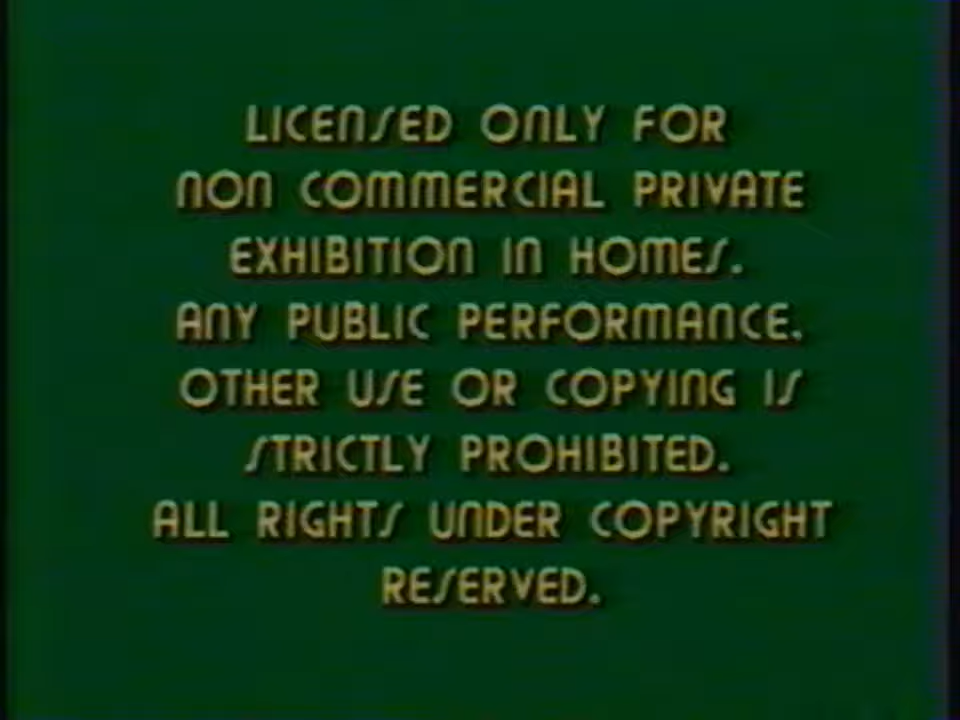 LICENSED ONLY FOR
NON COMMERCIAL PRIVATE
EXHIBITION IN HOMES.
ANY PUBLIC PERFORMANCE.
OTHER USE OR COPYING IS
STRICTLY PROHIBITED.
ALL RIGHTS UNDER COPYRIGHT
RESERVED.